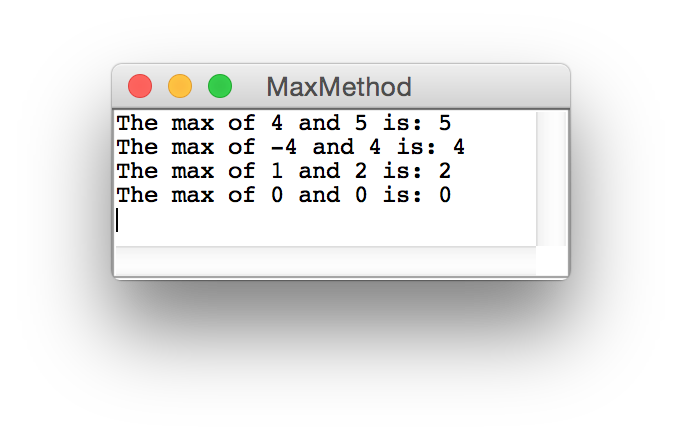 MaxMethod
The max of 4 and 5 is: 5
The max of -4 and 4 is: 4
The max of 1 and 2 is: 2
The max of 0 and 0 is: 0